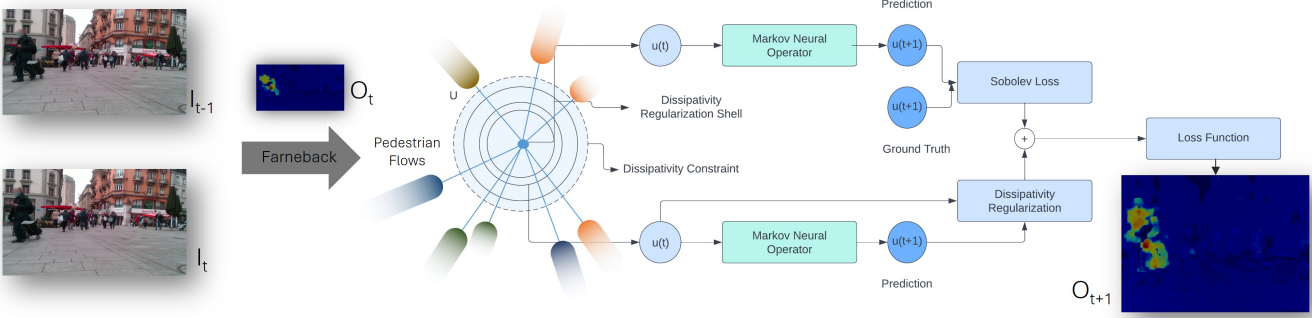 I t-1
Farneback
I t
O t
Pedestrian
Flows
U
Dissipativity
Regularization Shell
Dissipativity Constraint
u(t)
Markov Neural
Operator
Prediction
u(t+1)
u(t+1)
Ground Truth
Sobolev Loss
+
Loss Function
Dissipativity
Regularization
u(t)
Markov Neural
Operator
u(t+1)
Prediction
O t+1